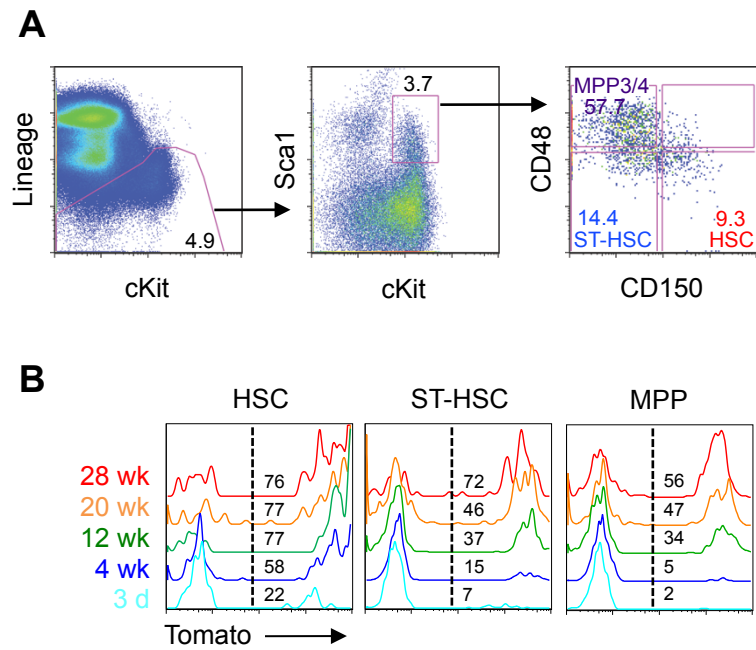 A
Lineage
4.9
cKit
Sca1
3.7
cKit
CD48
MPP3/4
57.7
14.4
ST-HSC
9.3
HSC
CD150
B
HSC
ST-HSC
MPP
28 wk
76
72
56
20 wk
77
46
47
12 wk
77
37
34
4 wk
58
15
5
3 d
22
7
2
Tomato